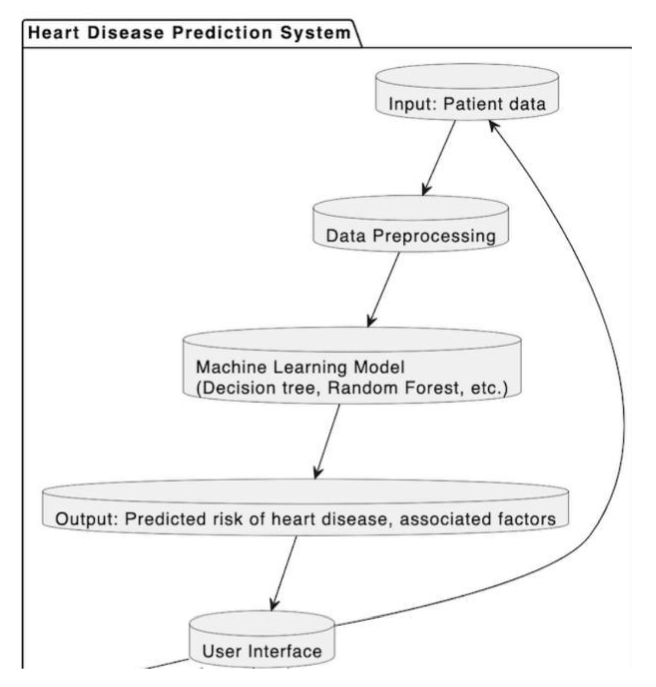 Heart Disease Prediction System
Input: Patient data
Data Preprocessing
Machine Learning Model
(Decision tree, Random Forest, etc.)
Output: Predicted risk of heart disease, associated factors
User Interface